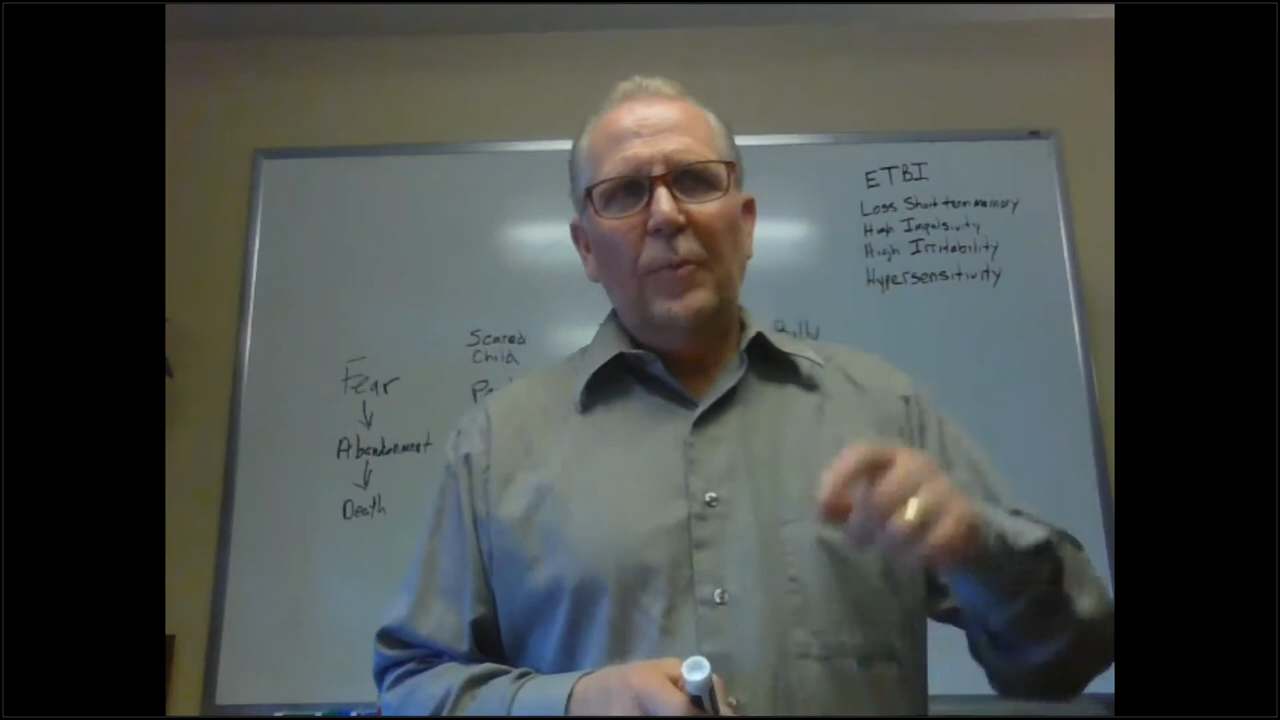 ETBI
Loss Short term memory
High Impulsivity
High Irritability
Hypersensitivity
Scared
Child
Fear
↓
Abandonment
↓
Death